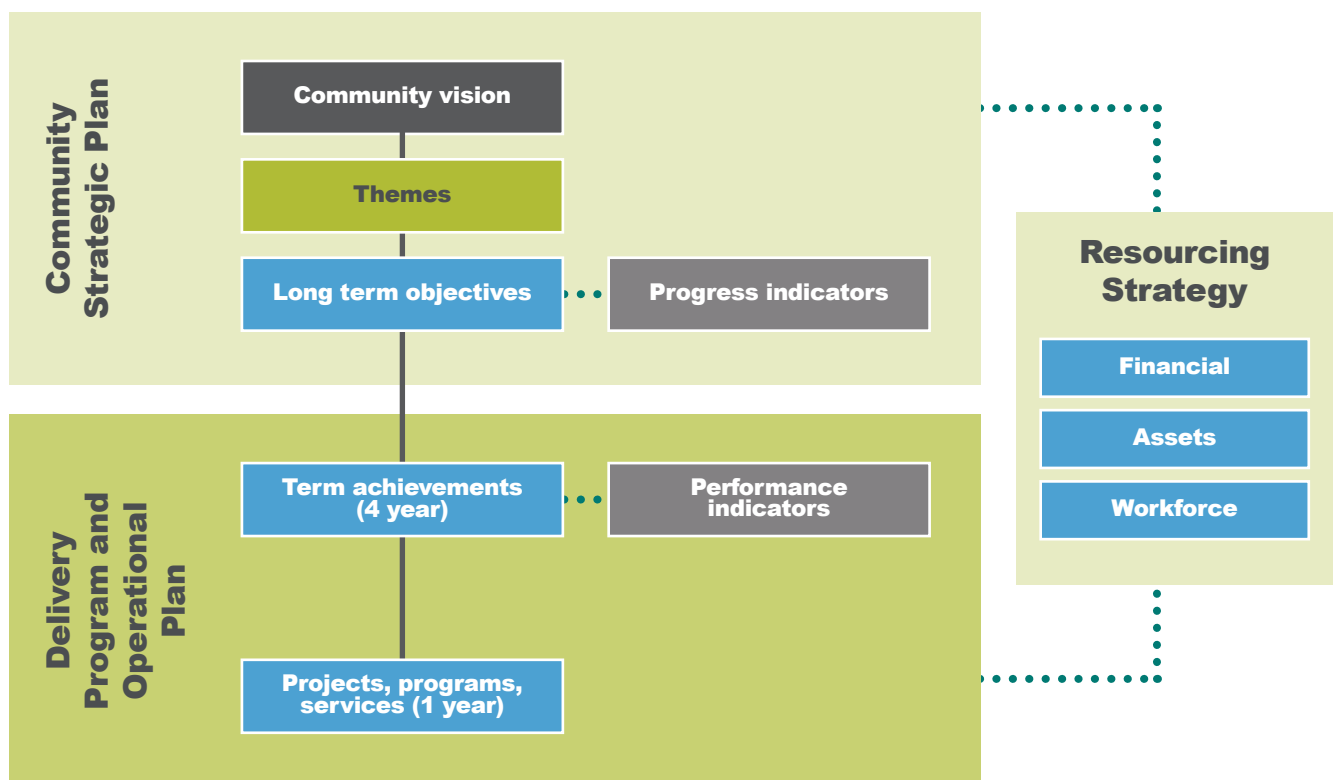 Community
Strategic Plan
Community vision
Themes
Long term objectives
Progress indicators
Delivery
Program and
Operational
Plan
Term achievements
(4 year)
Performance
indicators
Projects, programs,
services (1 year)
Resourcing
Strategy
Financial
Assets
Workforce